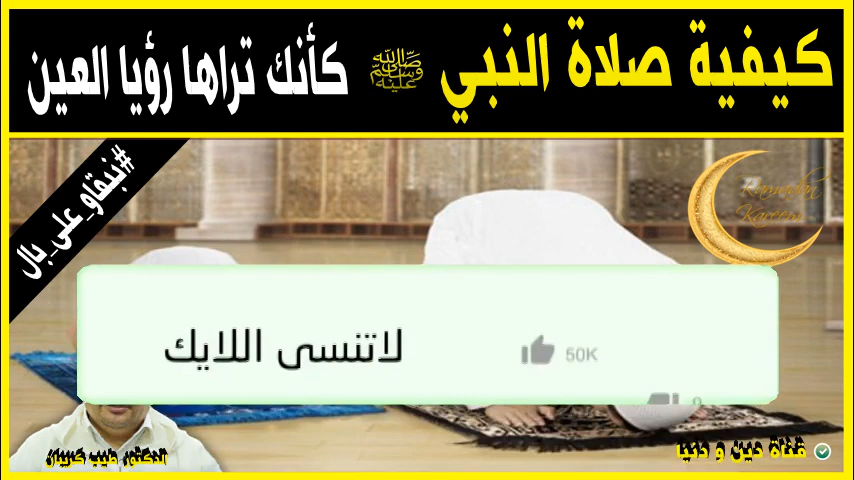 كيفية صلاة النبي ﷺ كأنك تراها رؤيا العين
#نبقاو_على_بال
Ramadan
Kareem
لاتنسى اللايك
50K
الدكتور طيب كريبان
قناة دين و دنيا